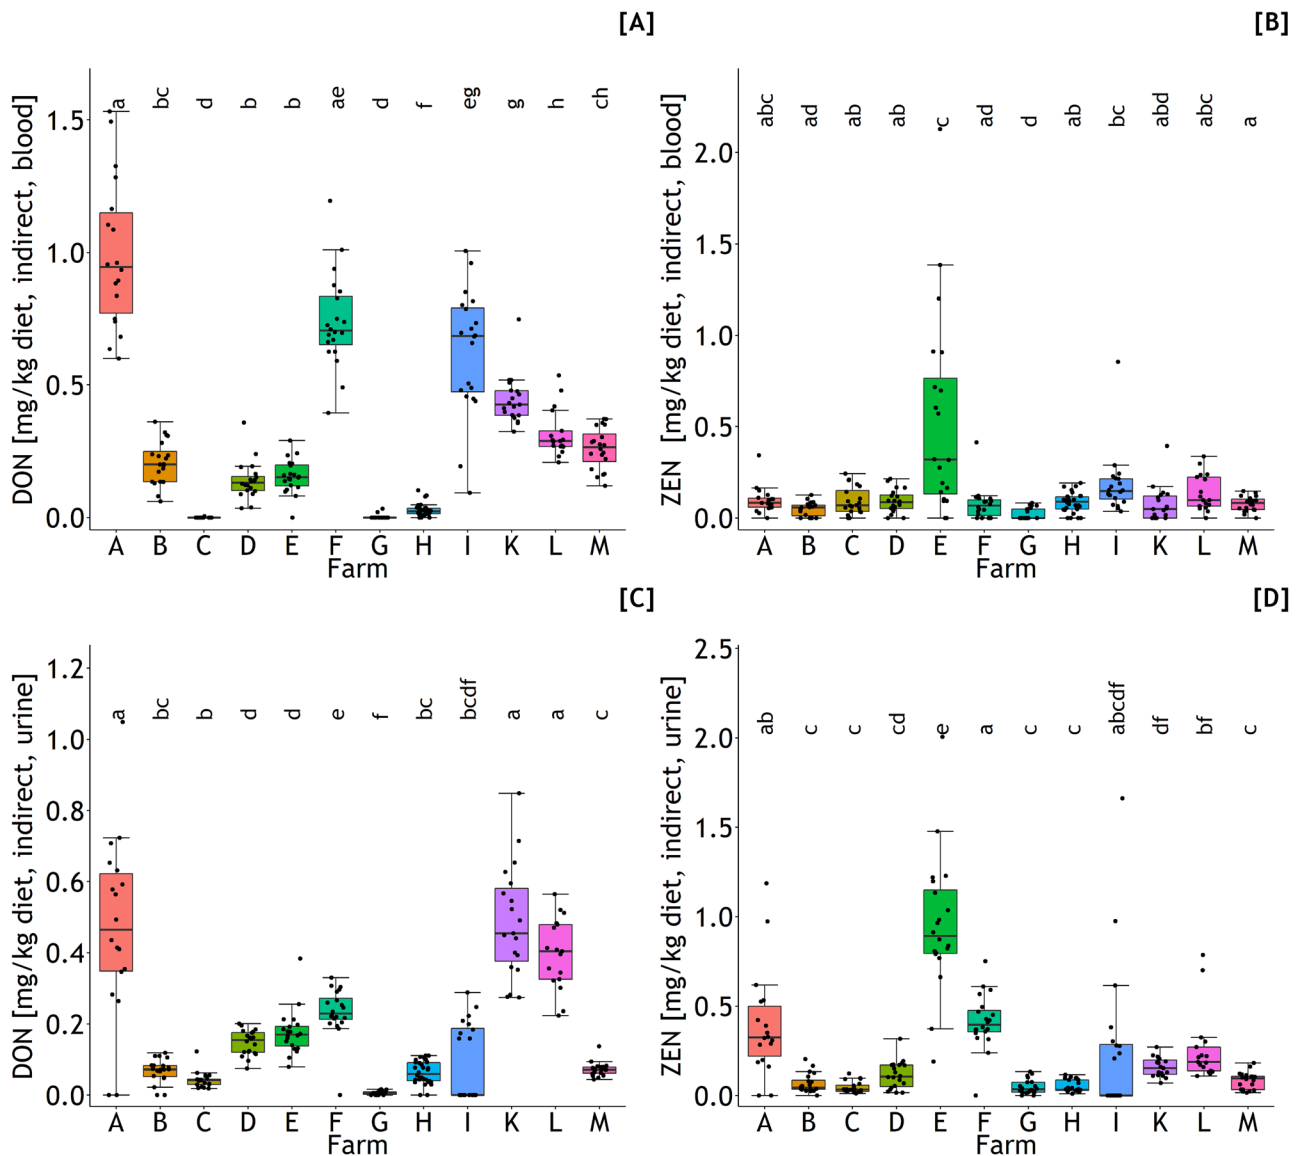 [A]
DON [mg/kg diet, indirect, blood]
1.5
1.0
0.5
0.0
a bc d b b ae d f eg g h ch
A B C D E F G H I K L M
Farm
[B]
ZEN [mg/kg diet, indirect, blood]
2.0
1.5
1.0
0.5
0.0
abc ad ab ab c ad d ab bc abd abc a
A B C D E F G H I K L M
Farm
[C]
DON [mg/kg diet, indirect, urine]
1.2
1.0
0.8
0.6
0.4
0.2
0.0
a bc b d d e f bc bcdf a a c
A B C D E F G H I K L M
Farm
[D]
ZEN [mg/kg diet, indirect, urine]
2.5
2.0
1.5
1.0
0.5
0.0
ab c c cd e a c c abcdf df bf c
A B C D E F G H I K L M
Farm